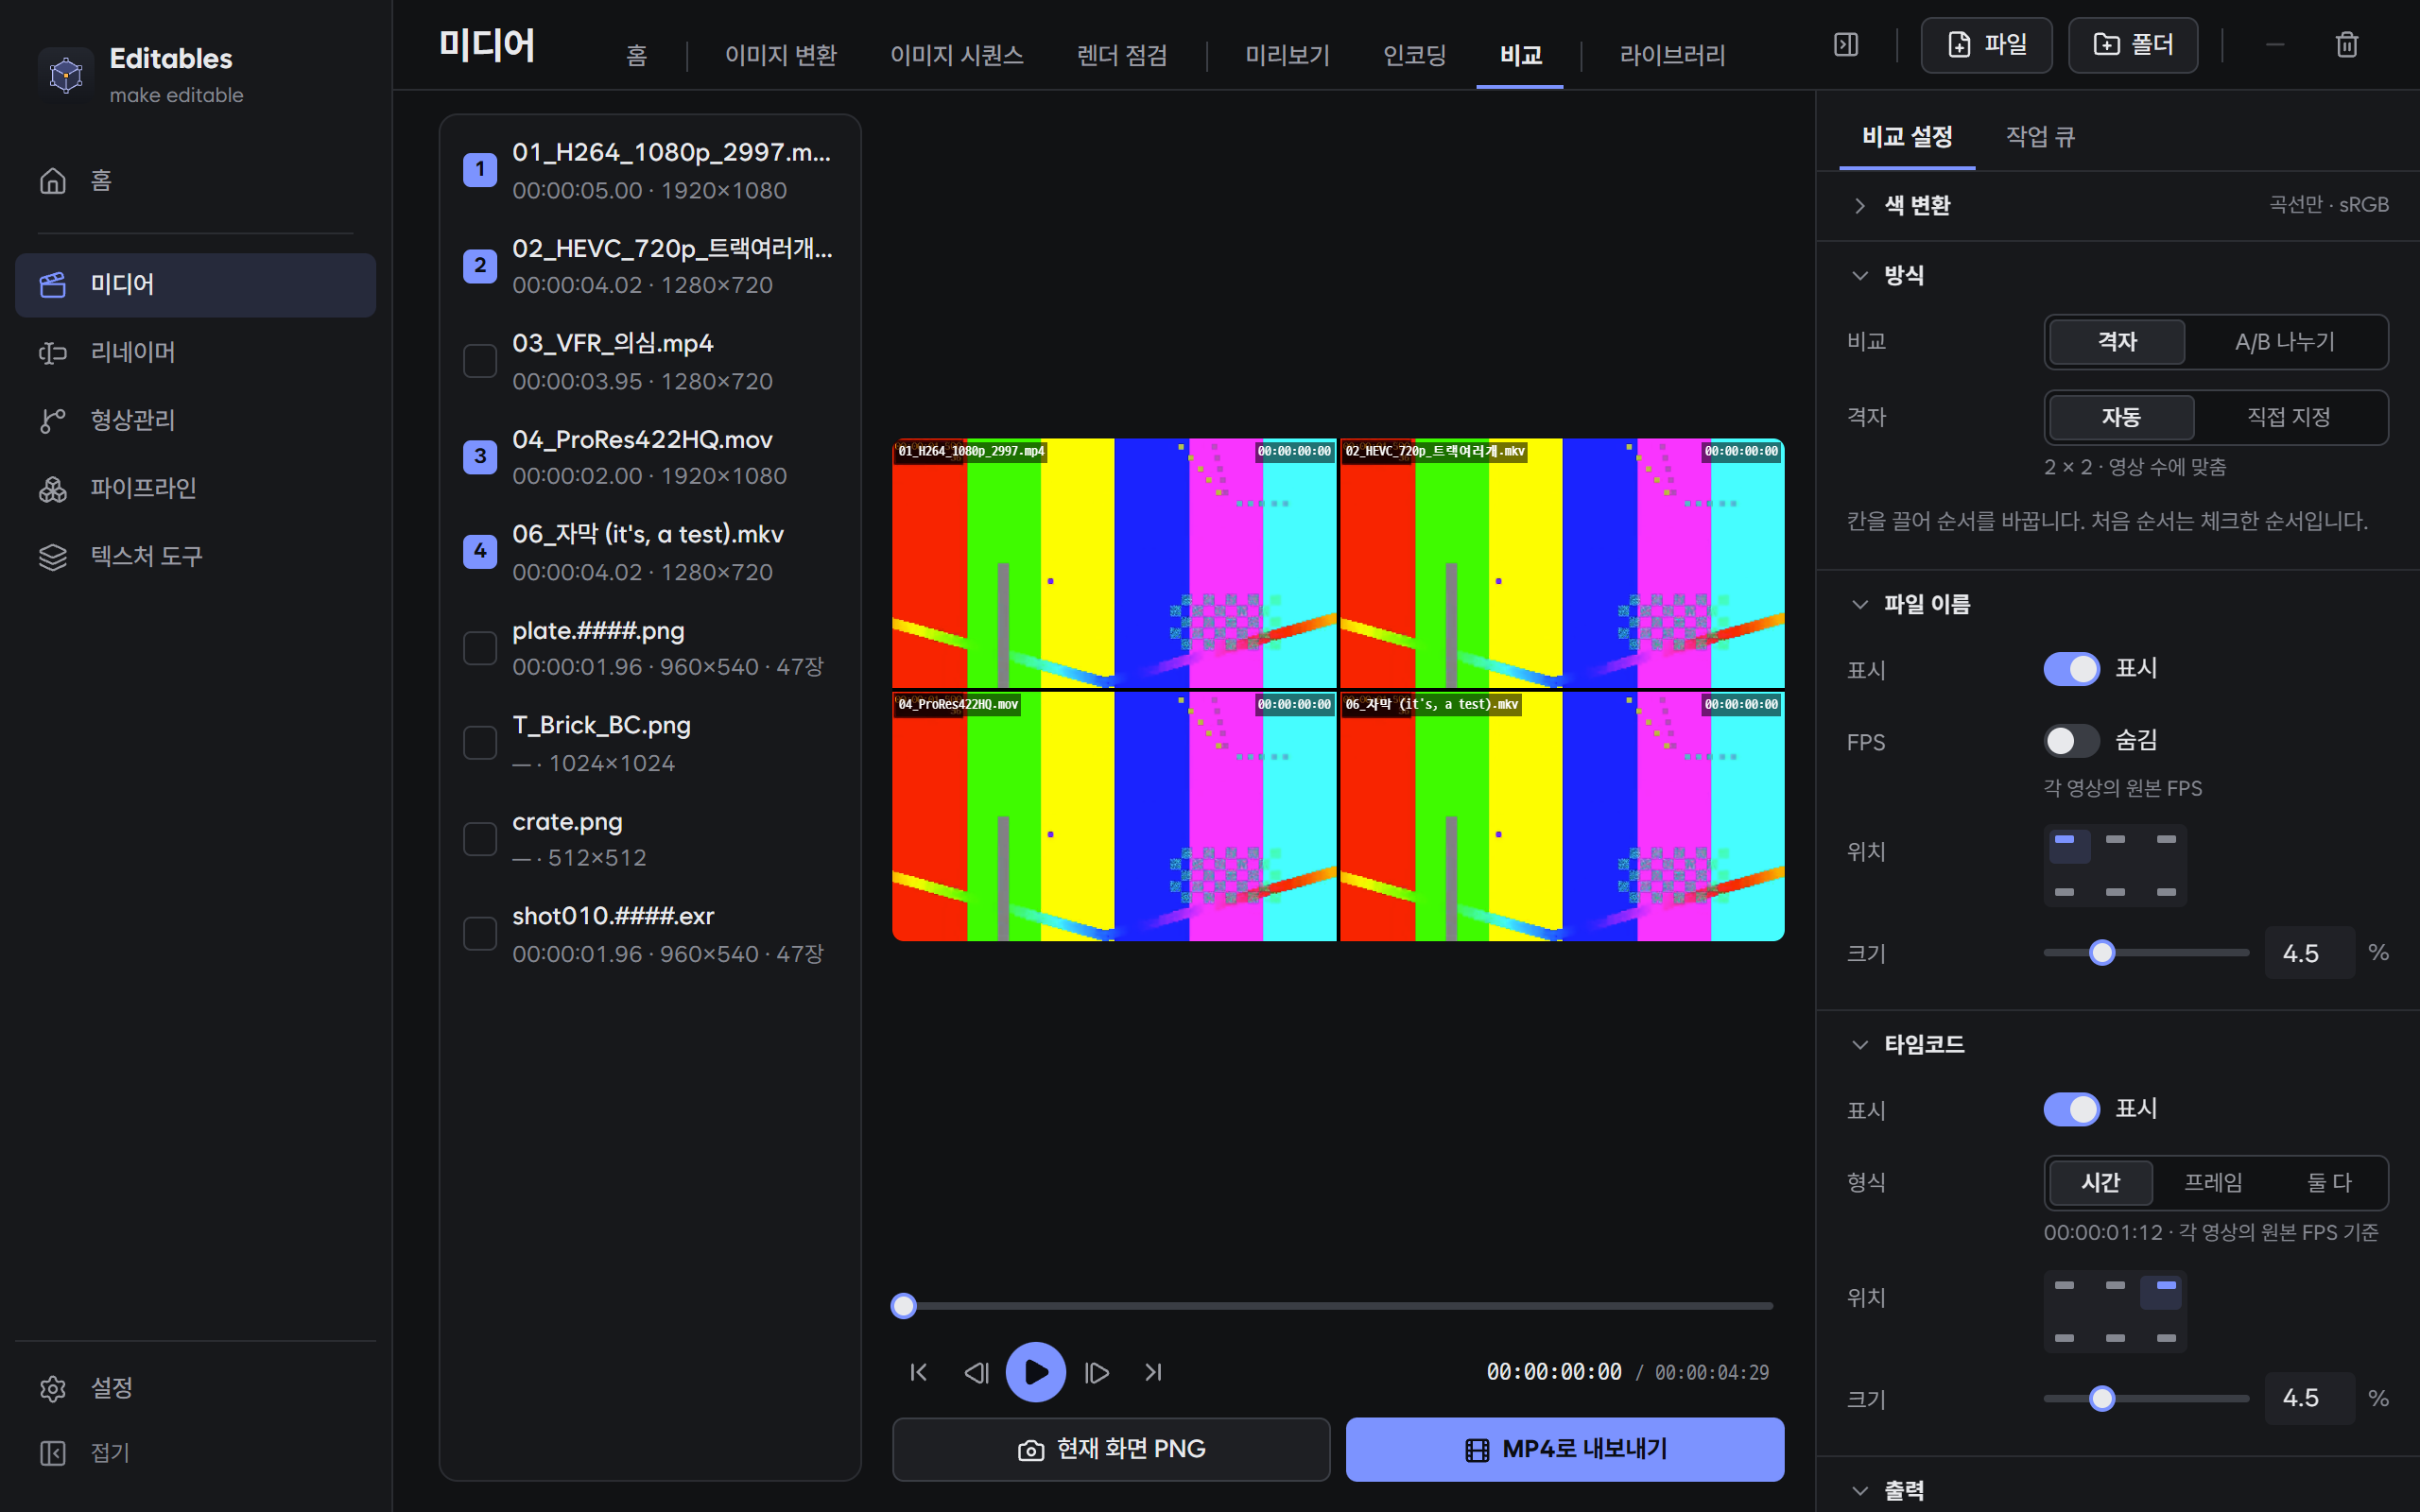 Editables
make editable
홈
미디어
리네이머
형상관리
파이프라인
텍스처 도구
설정
접기
미디어
홈
이미지 변환
이미지 시퀀스
렌더 점검
미리보기
인코딩
비교
라이브러리
파일
폴더
1
01_H264_1080p_2997.m...
00:00:05.00 · 1920×1080
2
02_HEVC_720p_트랙여러개...
00:00:04.02 · 1280×720
03_VFR_의심.mp4
00:00:03.95 · 1280×720
3
04_ProRes422HQ.mov
00:00:02.00 · 1920×1080
4
06_자막 (it's, a test).mkv
00:00:04.02 · 1280×720
plate.####.png
00:00:01.96 · 960×540 · 47장
T_Brick_BC.png
— · 1024×1024
crate.png
— · 512×512
shot010.####.exr
00:00:01.96 · 960×540 · 47장
01_H264_1080p_2997.mp4
00:00:00:00
02_HEVC_720p_트랙여러개.mkv
00:00:00:00
04_ProRes422HQ.mov
00:00:00:00
06_자막 (it's, a test).mkv
00:00:00:00
00:00:00:00 / 00:00:04:29
현재 화면 PNG
MP4로 내보내기
비교 설정
작업 큐
색 변환
곡선만 · sRGB
방식
비교
격자
A/B 나누기
격자
자동
직접 지정
2 × 2 · 영상 수에 맞춤
칸을 끌어 순서를 바꿉니다. 처음 순서는 체크한 순서입니다.
파일 이름
표시
표시
FPS
숨김
각 영상의 원본 FPS
위치
크기
4.5
%
타임코드
표시
표시
형식
시간
프레임
둘 다
00:00:01:12 · 각 영상의 원본 FPS 기준
위치
크기
4.5
%
출력